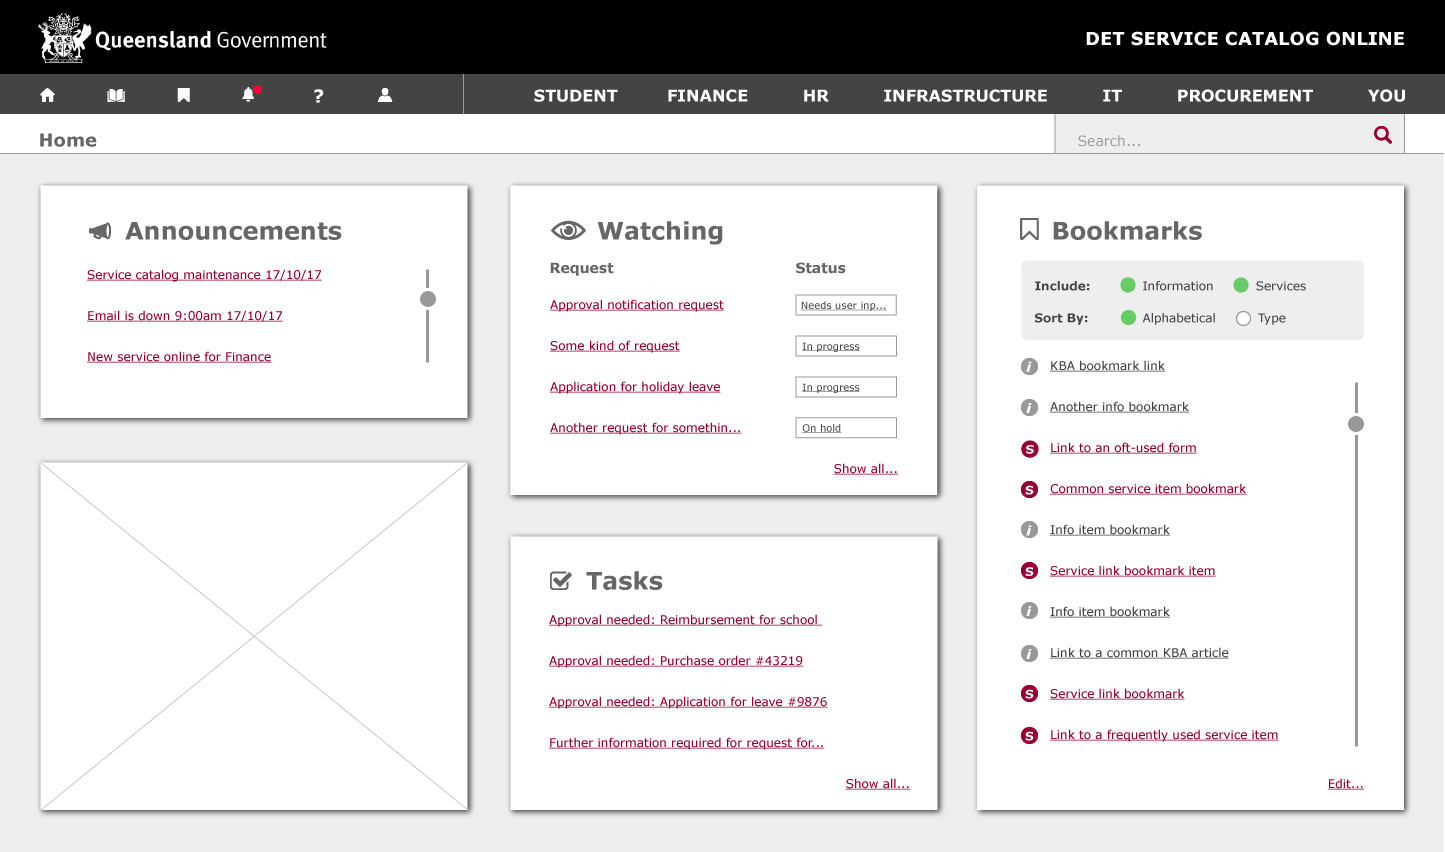 Queensland Government
DET SERVICE CATALOG ONLINE
?
STUDENT FINANCE HR INFRASTRUCTURE IT PROCUREMENT YOU
Home
Search...
Announcements
Service catalog maintenance 17/10/17
Email is down 9:00am 17/10/17
New service online for Finance
Watching
Request Status
Approval notification request Needs user inp...
Some kind of request In progress
Application for holiday leave In progress
Another request for somethin... On hold
Show all...
Tasks
Approval needed: Reimbursement for school
Approval needed: Purchase order #43219
Approval needed: Application for leave #9876
Further information required for request for...
Show all...
Bookmarks
Include: Information Services
Sort By: Alphabetical Type
i KBA bookmark link
i Another info bookmark
S Link to an oft-used form
S Common service item bookmark
i Info item bookmark
S Service link bookmark item
i Info item bookmark
i Link to a common KBA article
S Service link bookmark
S Link to a frequently used service item
Edit...